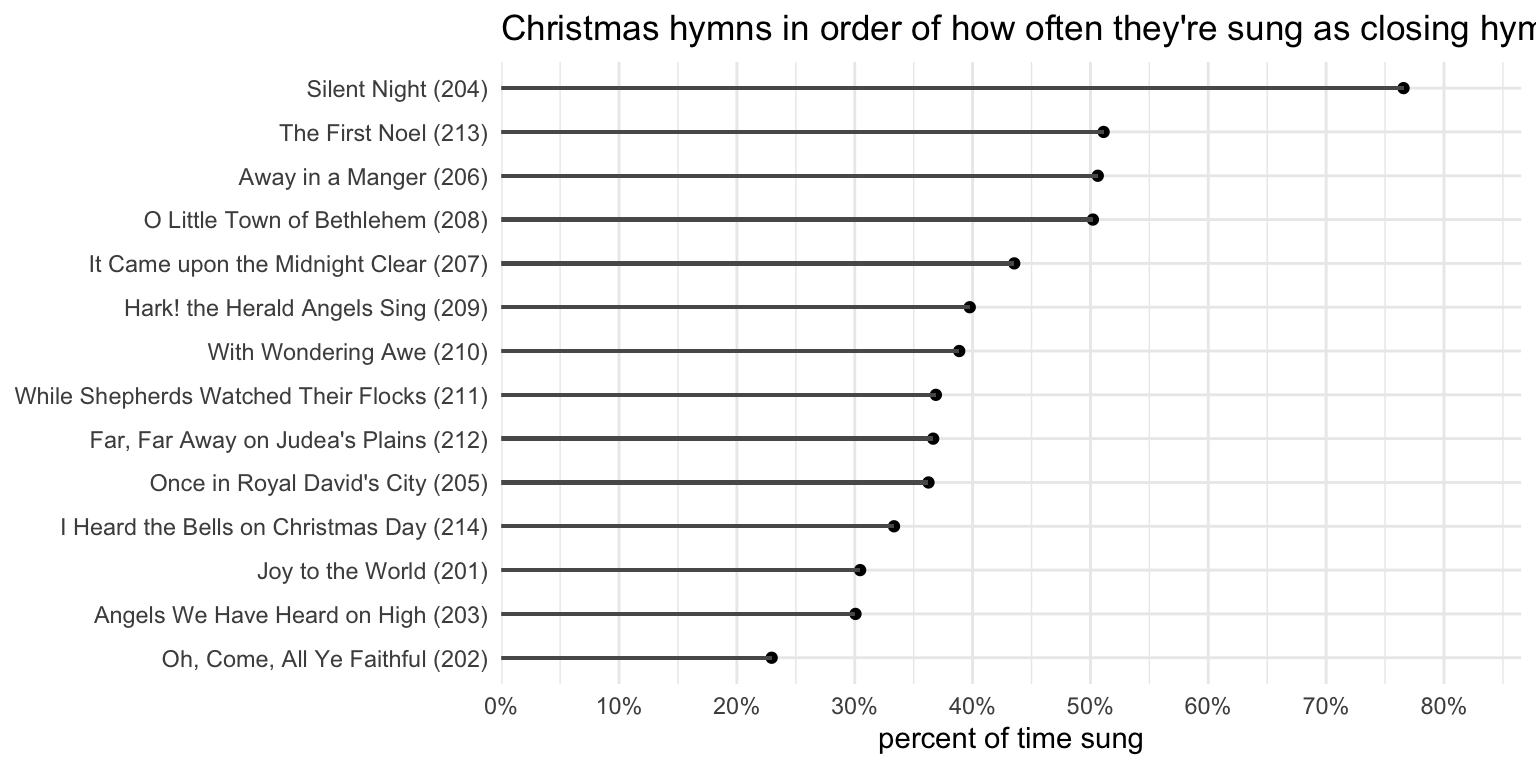 Christmas hymns in order of how often they're sung as closing hym
Silent Night (204)
The First Noel (213)
Away in a Manger (206)
O Little Town of Bethlehem (208)
It Came upon the Midnight Clear (207)
Hark! the Herald Angels Sing (209)
With Wondering Awe (210)
While Shepherds Watched Their Flocks (211)
Far, Far Away on Judea's Plains (212)
Once in Royal David's City (205)
I Heard the Bells on Christmas Day (214)
Joy to the World (201)
Angels We Have Heard on High (203)
Oh, Come, All Ye Faithful (202)
0% 10% 20% 30% 40% 50% 60% 70% 80%
percent of time sung